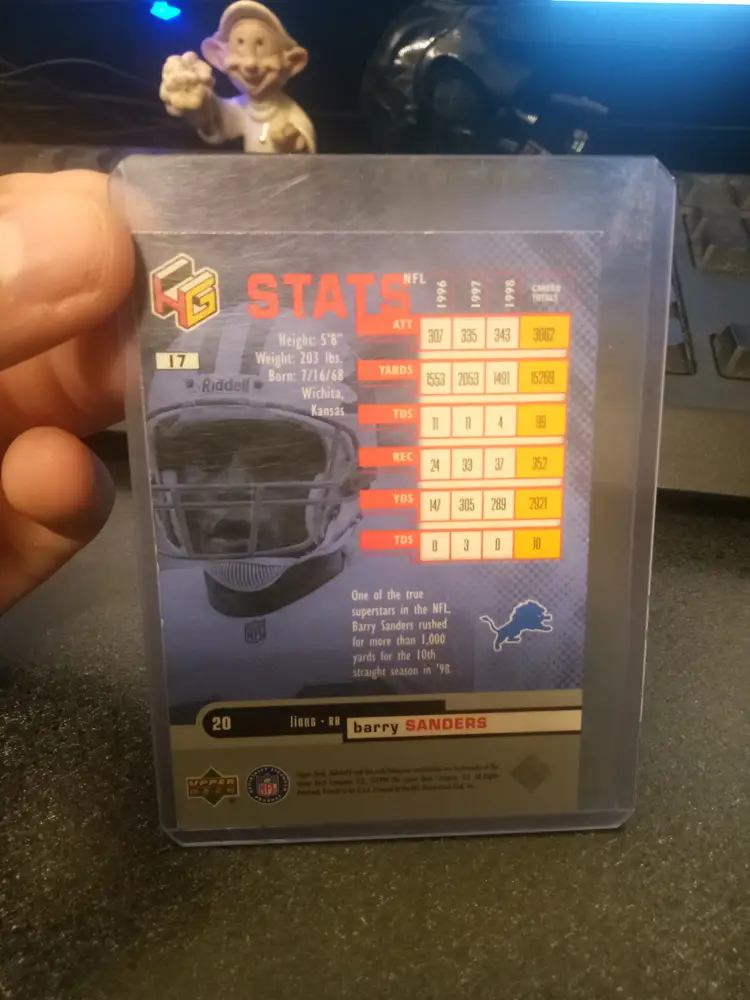 HG
STATS
NFL 1996 1997 1998 CAREER TOTALS
ATT 307 335 343 3062
YARDS 1553 2053 1491 15269
TDS 11 11 4 99
REC 24 33 37 352
YDS 147 305 289 2921
TDS 0 3 0 10
17
Height: 5'8"
Weight: 203 lbs.
Born: 7/16/68
Wichita,
Kansas
Riddell
NFL
One of the true
superstars in the NFL,
Barry Sanders rushed
for more than 1,000
yards for the 10th
straight season in '98.
20 lions · RB barry SANDERS
UPPER
DECK
NFL